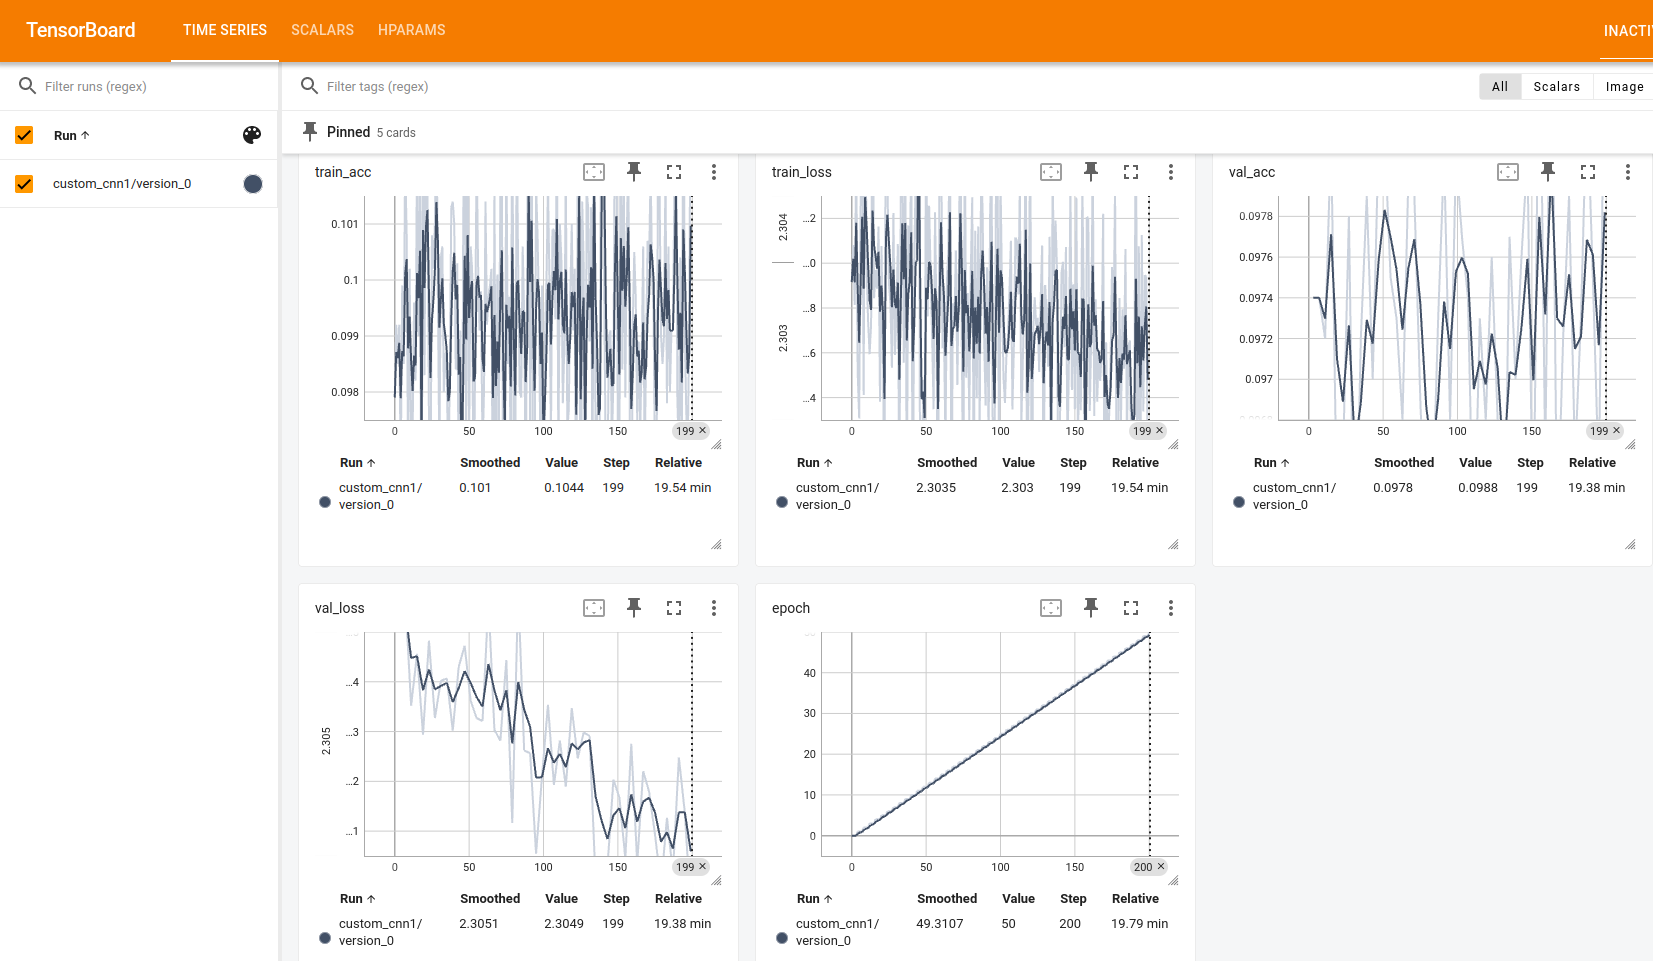 TensorBoard TIME SERIES SCALARS HPARAMS INACTI
Filter runs (regex)
Filter tags (regex)
All Scalars Image
Run ↑
Pinned 5 cards
custom_cnn1/version_0
train_acc
0.101
0.1
0.099
0.098
0 50 100 150 199 ×
Run ↑ Smoothed Value Step Relative
custom_cnn1/ 0.101 0.1044 199 19.54 min
version_0
train_loss
2.304
2.303
...2
...0
...8
...6
...4
0 50 100 150 199 ×
Run ↑ Smoothed Value Step Relative
custom_cnn1/ 2.3035 2.303 199 19.54 min
version_0
val_acc
0.0978
0.0976
0.0974
0.0972
0.097
0 50 100 150 199 ×
Run ↑ Smoothed Value Step Relative
custom_cnn1/ 0.0978 0.0988 199 19.38 min
version_0
val_loss
2.305
...4
...3
...2
...1
0 50 100 150 199 ×
Run ↑ Smoothed Value Step Relative
custom_cnn1/ 2.3051 2.3049 199 19.38 min
version_0
epoch
40
30
20
10
0
0 50 100 150 200 ×
Run ↑ Smoothed Value Step Relative
custom_cnn1/ 49.3107 50 200 19.79 min
version_0